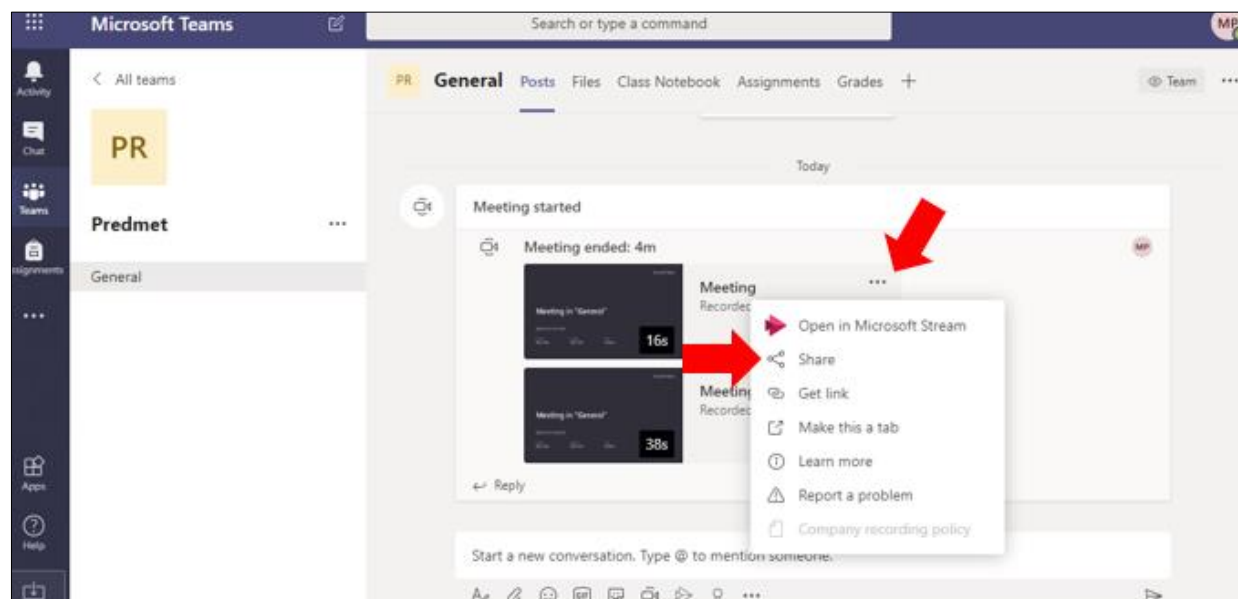 Microsoft Teams
Search or type a command
MP
Activity
Chat
Teams
ssignments
Apps
Help
All teams
PR
Predmet
General
PR General Posts Files Class Notebook Assignments Grades
Team
Today
Meeting started
Meeting ended: 4m
MP
Meeting in "General"
16s
Meeting
Recorded
Meeting in "General"
38s
Meeting
Recorded
Open in Microsoft Stream
Share
Get link
Make this a tab
Learn more
Report a problem
Company recording policy
Reply
Start a new conversation. Type @ to mention someone.